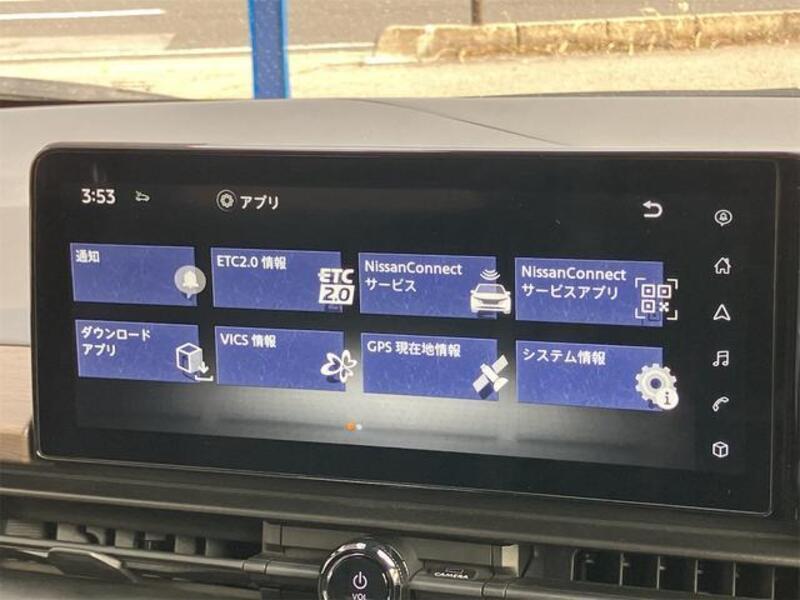 3:53
アプリ
通知
ETC2.0 情報
ETC
2.0
NissanConnect
サービス
NissanConnect
サービスアプリ
ダウンロード
アプリ
VICS 情報
GPS 現在地情報
システム情報
i
VOL
CAMERA